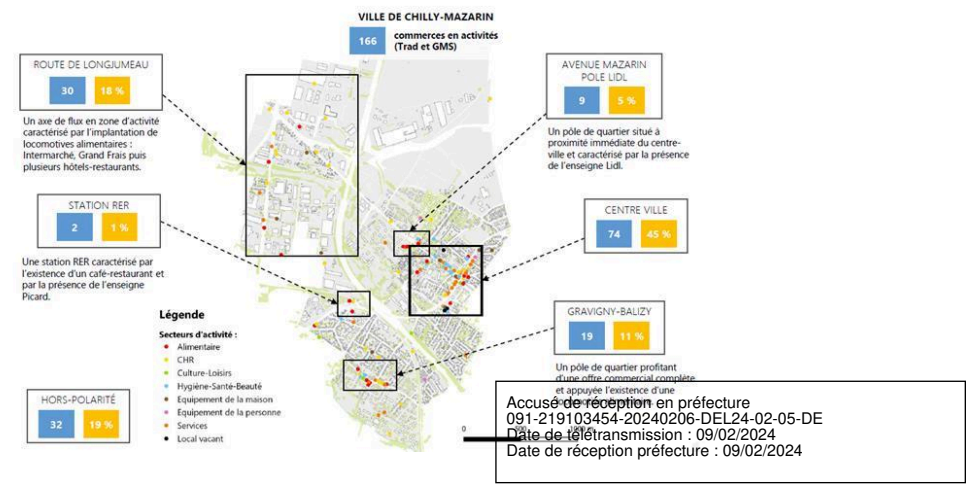 VILLE DE CHILLY-MAZARIN
166
commerces en activités
(Trad et GMS)
ROUTE DE LONGJUMEAU
30
18 %
Un axe de flux en zone d'activité
caractérisé par l'implantation de
locomotives alimentaires :
Intermarché, Grand Frais puis
plusieurs hôtels-restaurants.
AVENUE MAZARIN
POLE LIDL
9
5 %
Un pôle de quartier situé à
proximité immédiate du centre-
ville et caractérisé par la présence
de l'enseigne Lidl.
STATION RER
2
1 %
Une station RER caractérisé par
l'existence d'un café-restaurant et
par la présence de l'enseigne
Picard.
CENTRE VILLE
74
45 %
GRAVIGNY-BALIZY
19
11 %
Un pôle de quartier profitant
d'une offre commercial complète
et appuyée l'existence d'une
Légende
Secteurs d'activité :
Alimentaire
CHR
Culture-Loisirs
Hygiène-Santé-Beauté
Equipement de la maison
Équipement de la personne
Services
Local vacant
HORS-POLARITÉ
32
19 %
0
Accusé de réception en préfecture
091-219103454-20240206-DEL24-02-05-DE
Date de télétransmission : 09/02/2024
Date de réception préfecture : 09/02/2024